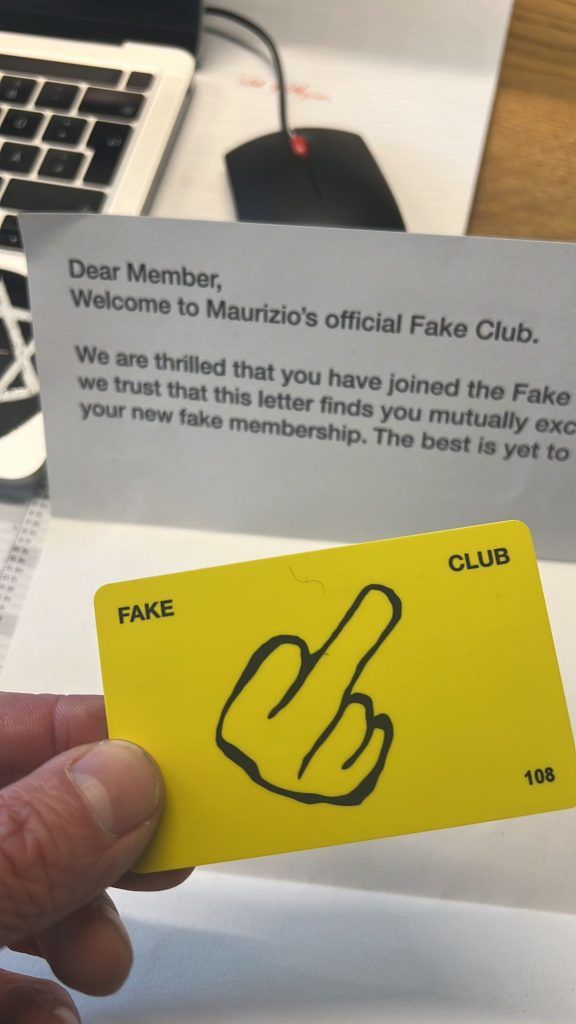 Dear Member,
Welcome to Maurizio's official Fake Club.
We are thrilled that you have joined the Fake
we trust that this letter finds you mutually exc
your new fake membership. The best is yet to
FAKE
CLUB
108